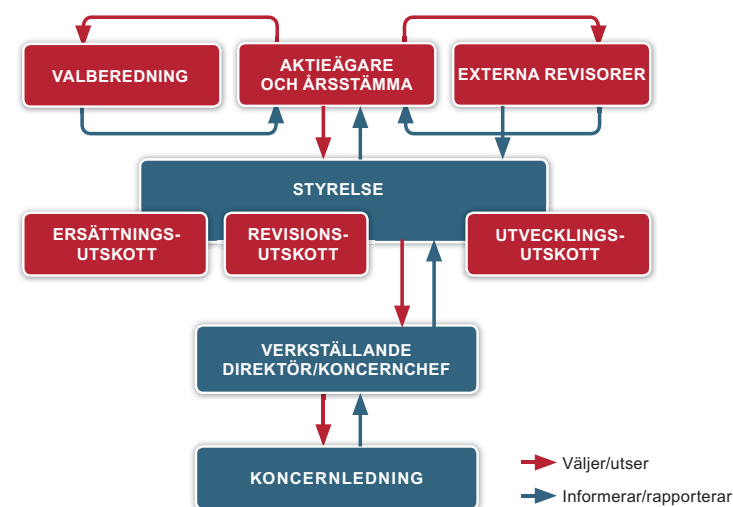 VALBEREDNING
AKTIEÄGARE
OCH ÅRSSTÄMMA
EXTERNA REVISORER
STYRELSE
ERSÄTTNINGS-
UTSKOTT
REVISIONS-
UTSKOTT
UTVECKLINGS-
UTSKOTT
VERKSTÄLLANDE
DIREKTÖR/KONCERNCHEF
KONCERNLEDNING
Väljer/utser
Informerar/rapporterar